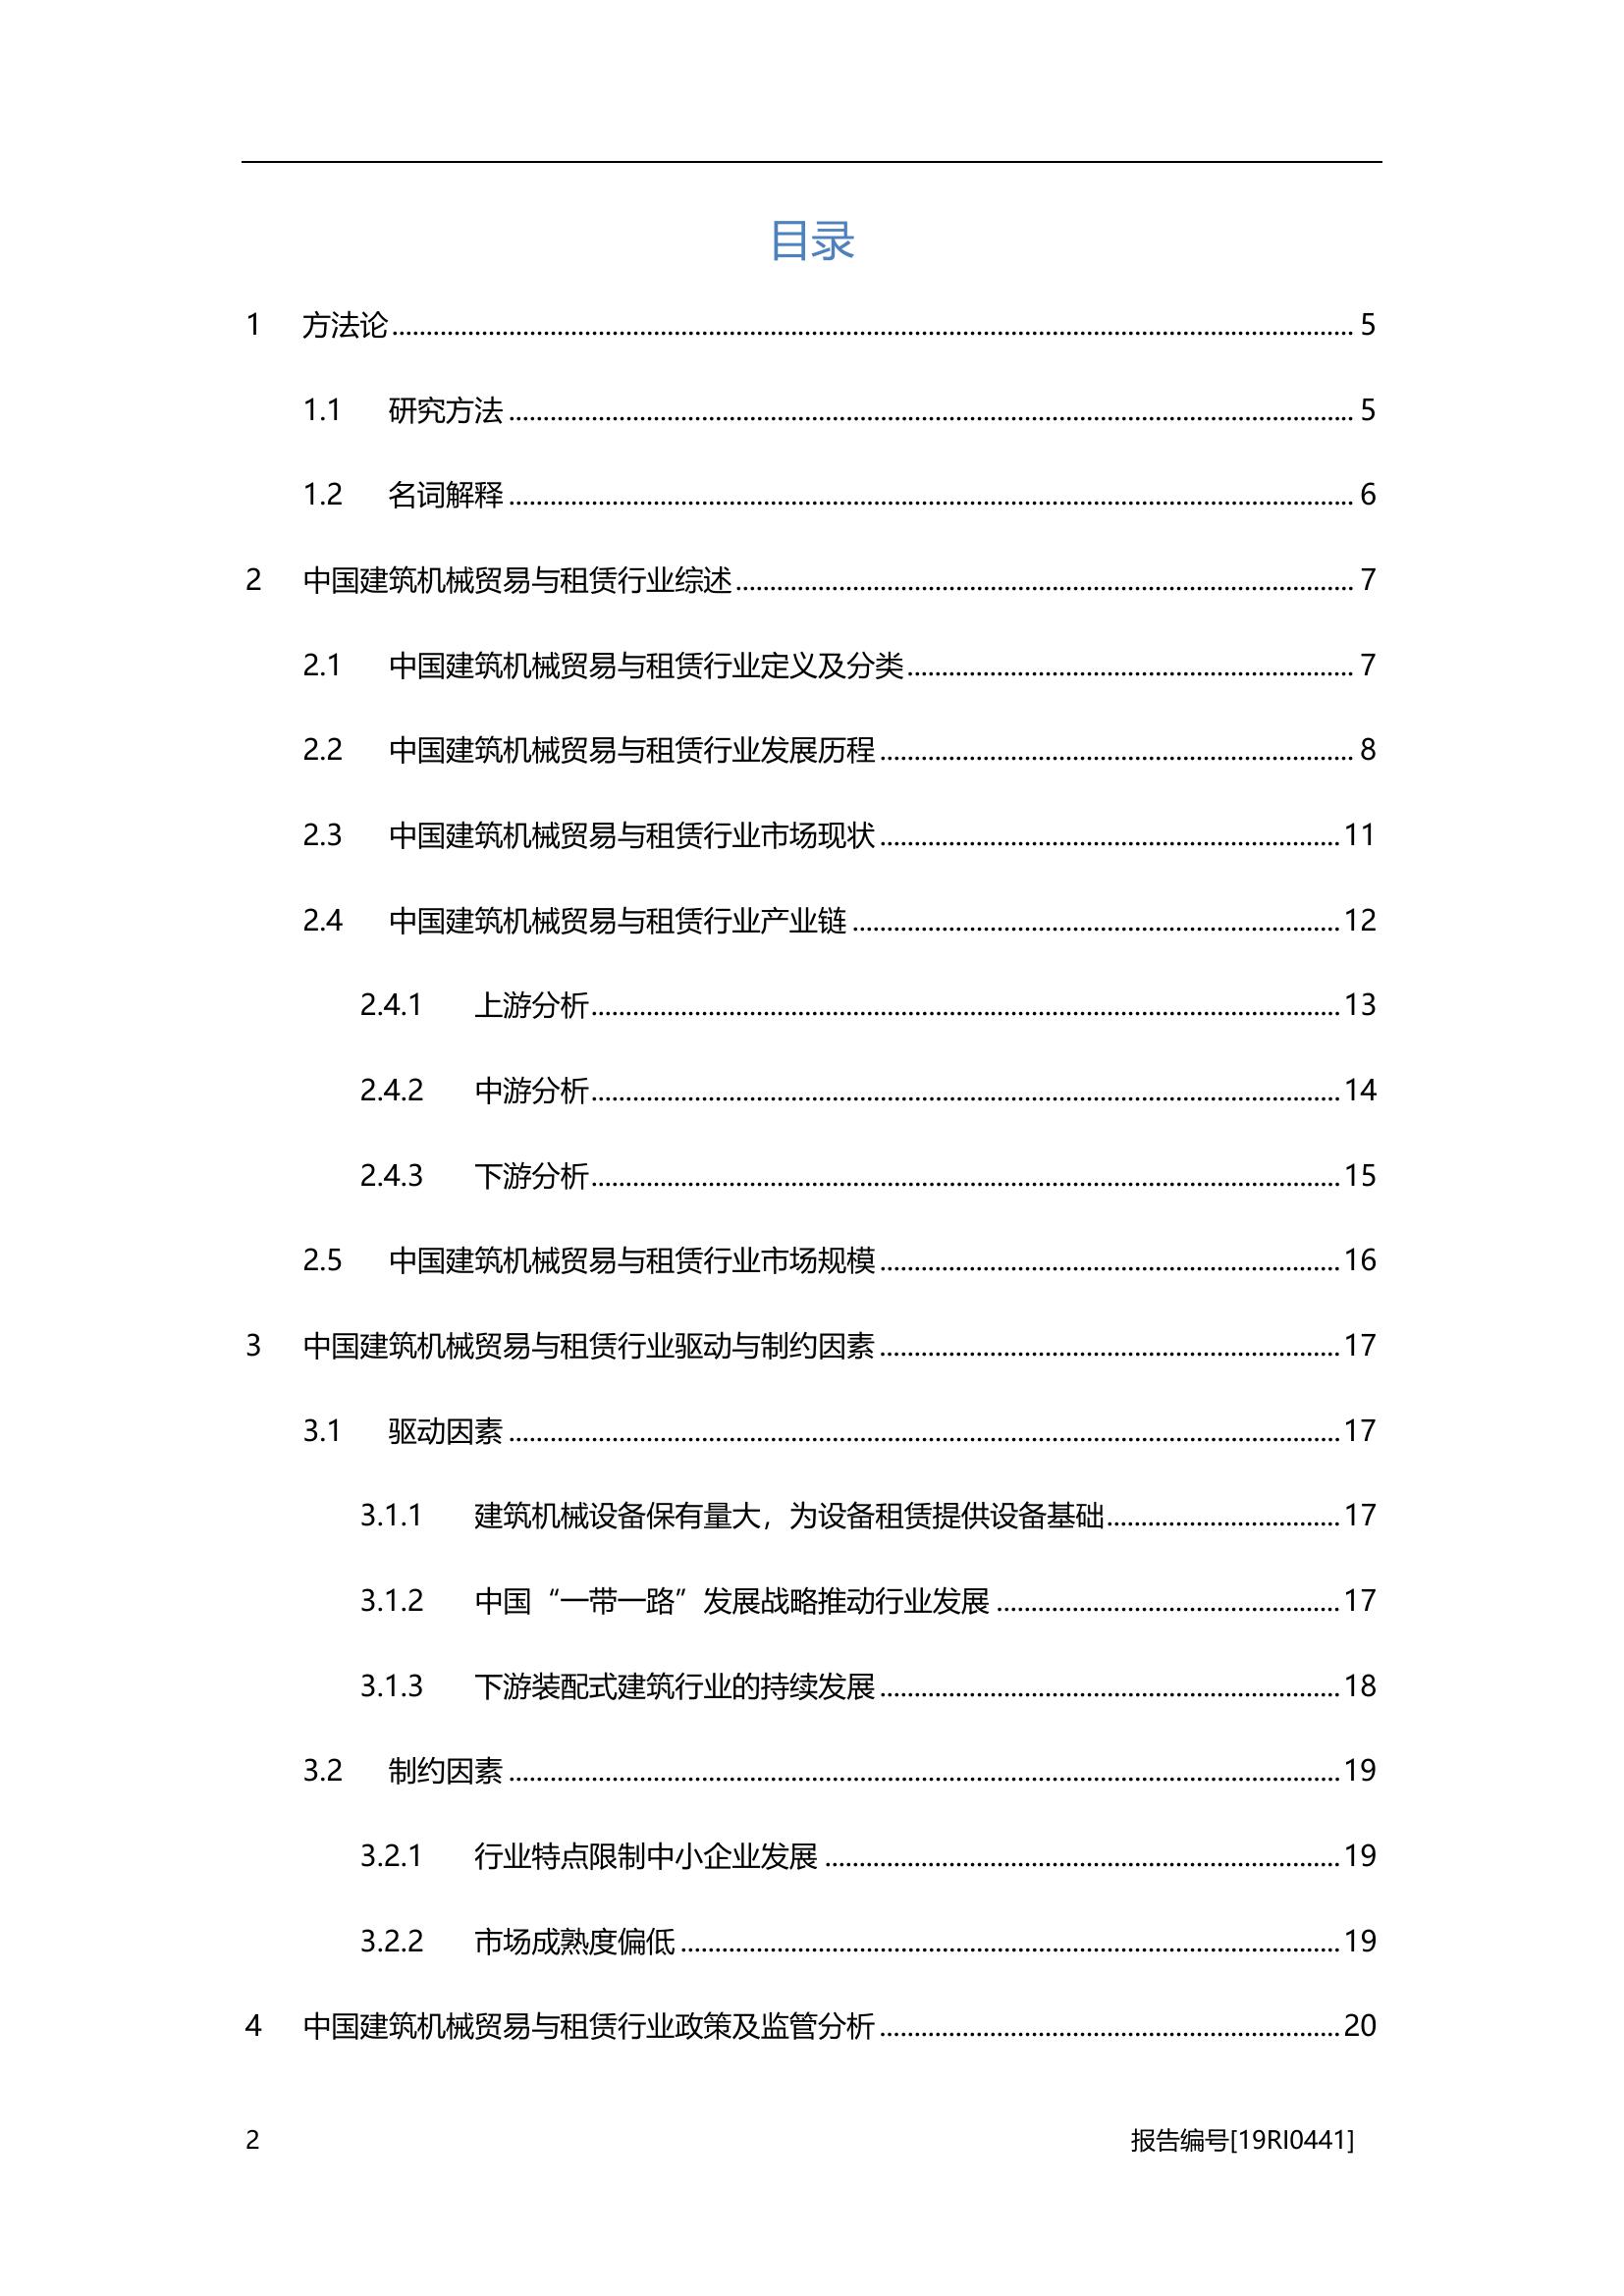 目录
1 方法论 5
1.1 研究方法 5
1.2 名词解释 6
2 中国建筑机械贸易与租赁行业综述 7
2.1 中国建筑机械贸易与租赁行业定义及分类 7
2.2 中国建筑机械贸易与租赁行业发展历程 8
2.3 中国建筑机械贸易与租赁行业市场现状 11
2.4 中国建筑机械贸易与租赁行业产业链 12
2.4.1 上游分析 13
2.4.2 中游分析 14
2.4.3 下游分析 15
2.5 中国建筑机械贸易与租赁行业市场规模 16
3 中国建筑机械贸易与租赁行业驱动与制约因素 17
3.1 驱动因素 17
3.1.1 建筑机械设备保有量大，为设备租赁提供设备基础 17
3.1.2 中国“一带一路”发展战略推动行业发展 17
3.1.3 下游装配式建筑行业的持续发展 18
3.2 制约因素 19
3.2.1 行业特点限制中小企业发展 19
3.2.2 市场成熟度偏低 19
4 中国建筑机械贸易与租赁行业政策及监管分析 20
2 报告编号[19RI0441]